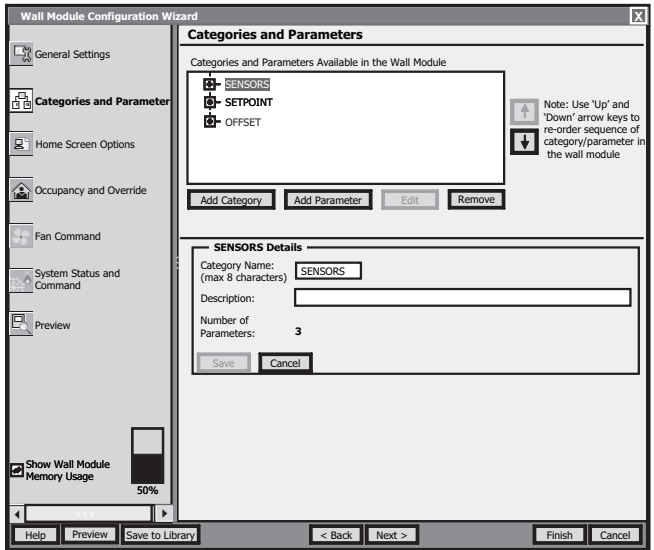 Wall Module Configuration Wizard
X
General Settings
Categories and Parameter
Home Screen Options
Occupancy and Override
Fan Command
System Status and
Command
Preview
Show Wall Module
Memory Usage
50%
Categories and Parameters
Categories and Parameters Available in the Wall Module
SENSORS
SETPOINT
OFFSET
Note: Use ‘Up’ and
‘Down’ arrow keys to
re-order sequence of
category/parameter in
the wall module
Add Category
Add Parameter
Edit
Remove
SENSORS Details
Category Name:
(max 8 characters)
SENSORS
Description:
Number of
Parameters:
3
Save
Cancel
Help
Preview
Save to Library
< Back
Next >
Finish
Cancel